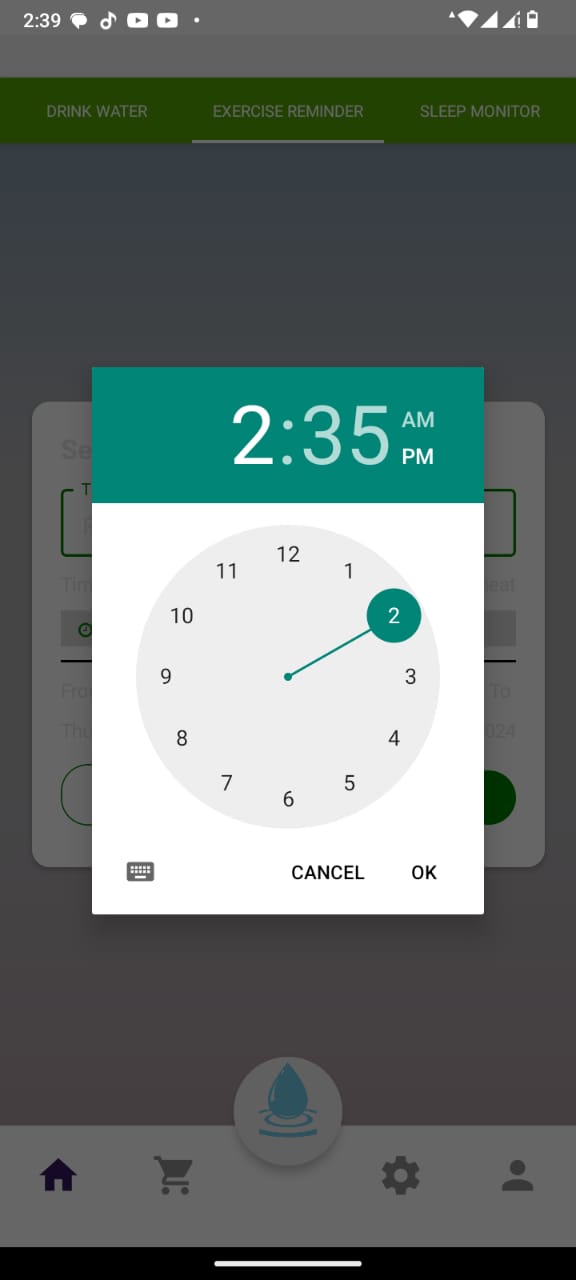 2:39
DRINK WATER EXERCISE REMINDER SLEEP MONITOR
2:35 AM
PM
Se
T
12
11 1
10 2
9 3
8 4
7 5
6
Tim eat
Fro To
Thu 024
CANCEL OK